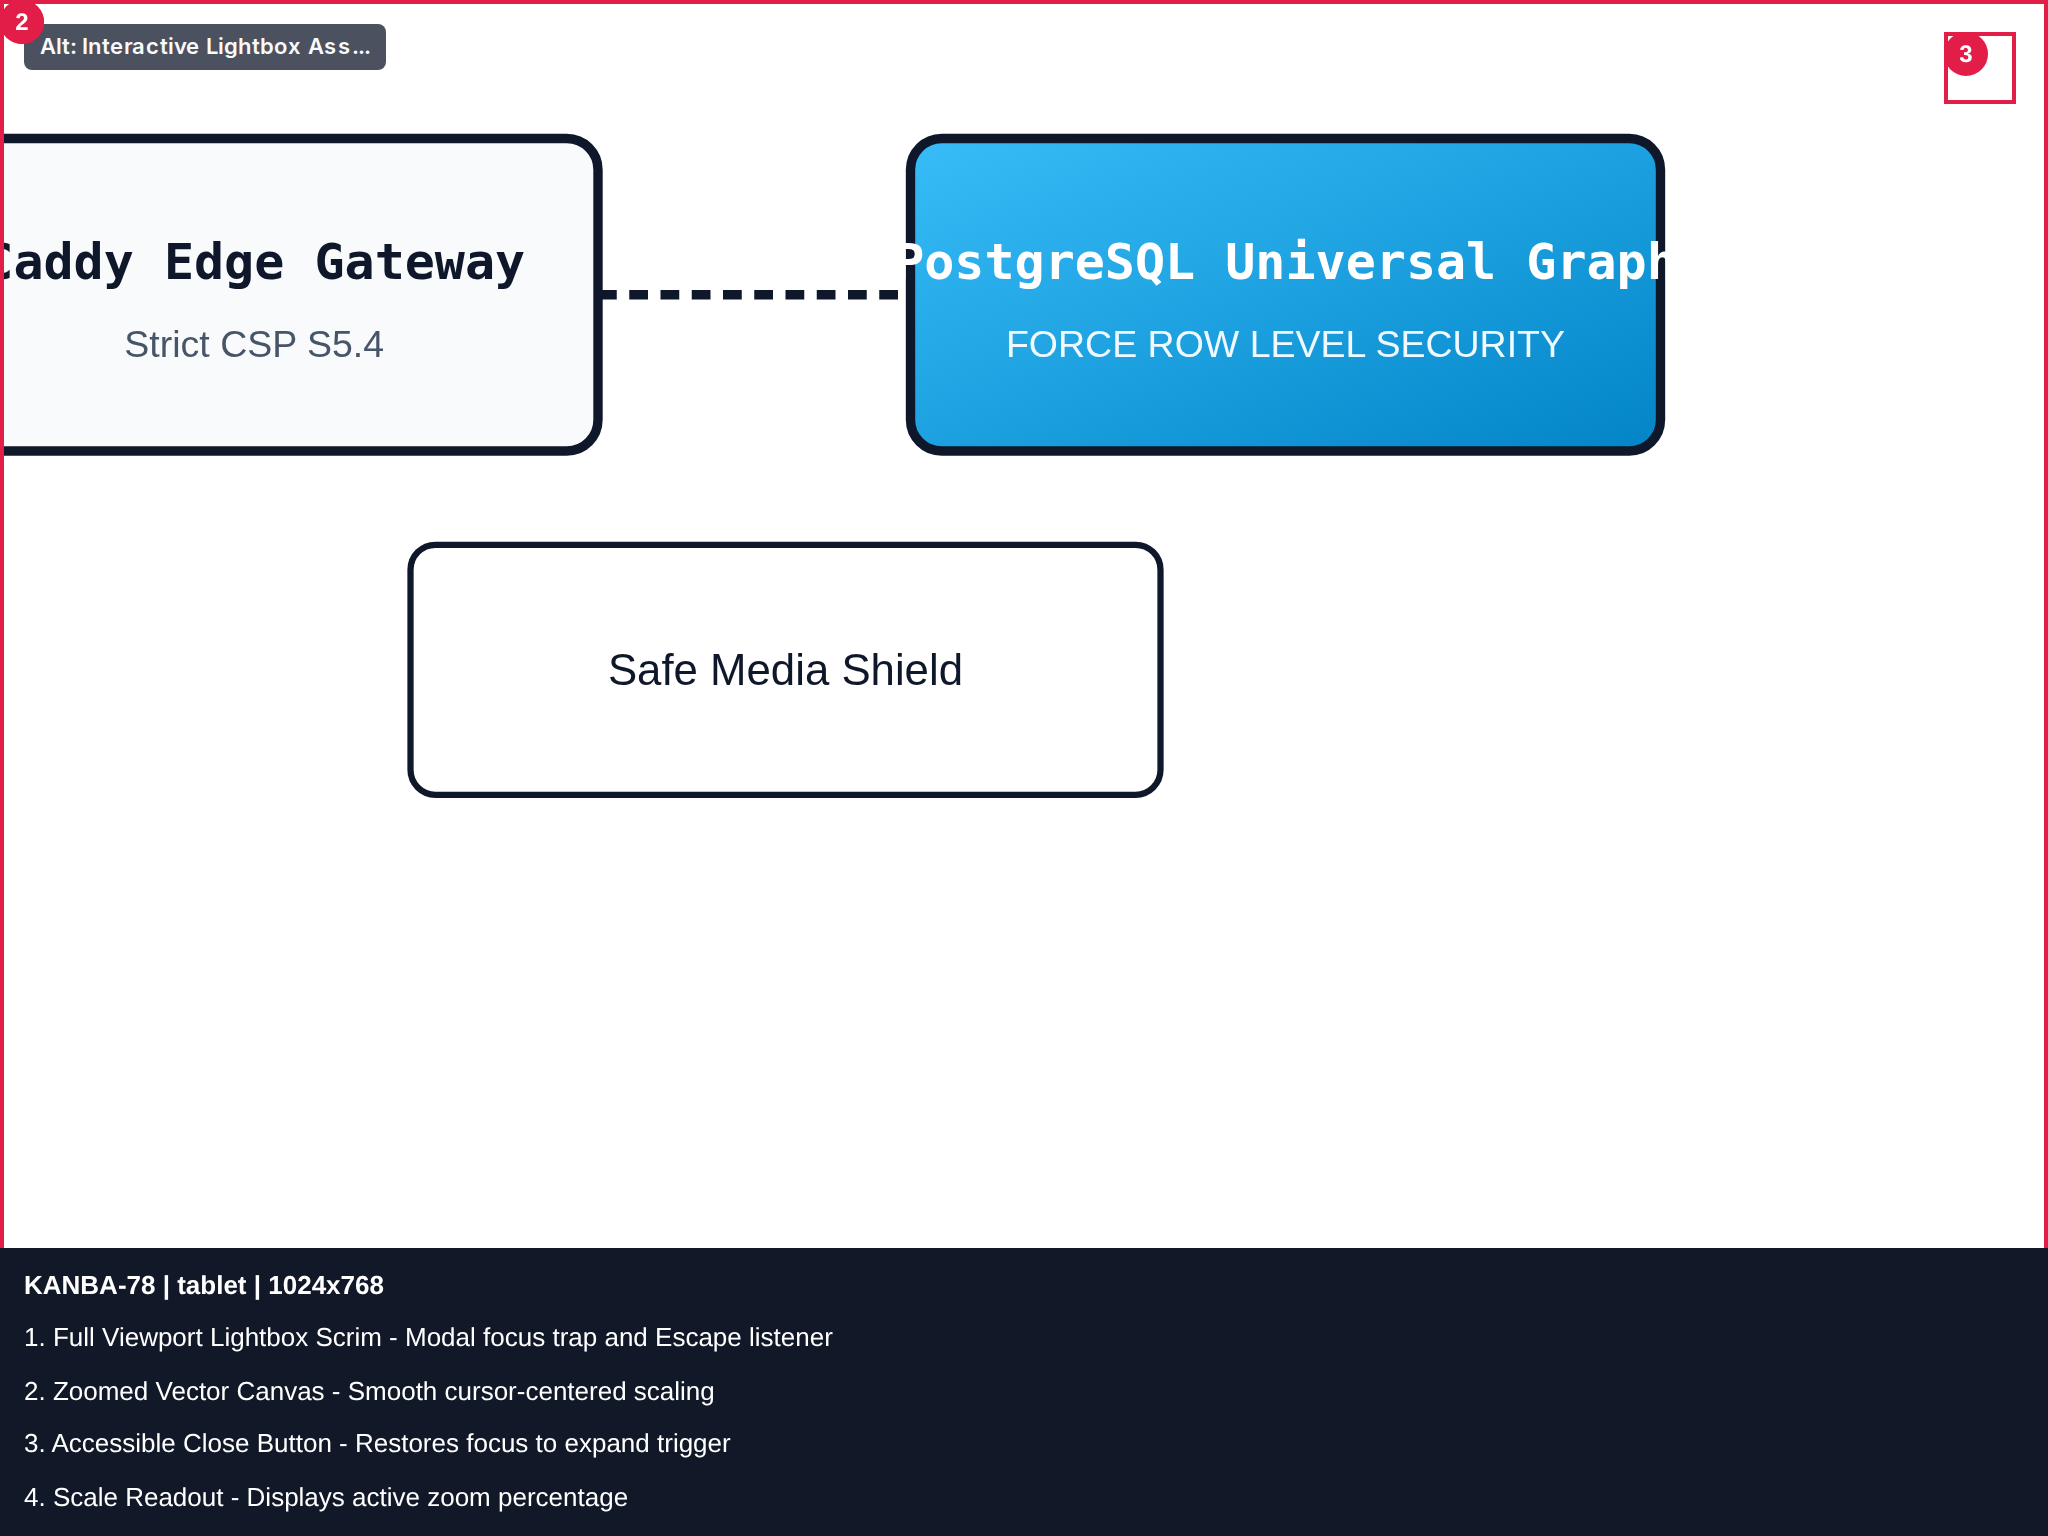 2
Alt: Interactive Lightbox Ass...
3
Caddy Edge Gateway
Strict CSP S5.4
PostgreSQL Universal Graph
FORCE ROW LEVEL SECURITY
Safe Media Shield
KANBA-78 | tablet | 1024x768
1. Full Viewport Lightbox Scrim - Modal focus trap and Escape listener
2. Zoomed Vector Canvas - Smooth cursor-centered scaling
3. Accessible Close Button - Restores focus to expand trigger
4. Scale Readout - Displays active zoom percentage